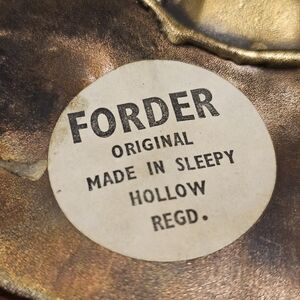 FORDER
ORIGINAL
MADE IN SLEEPY
HOLLOW
REGD.